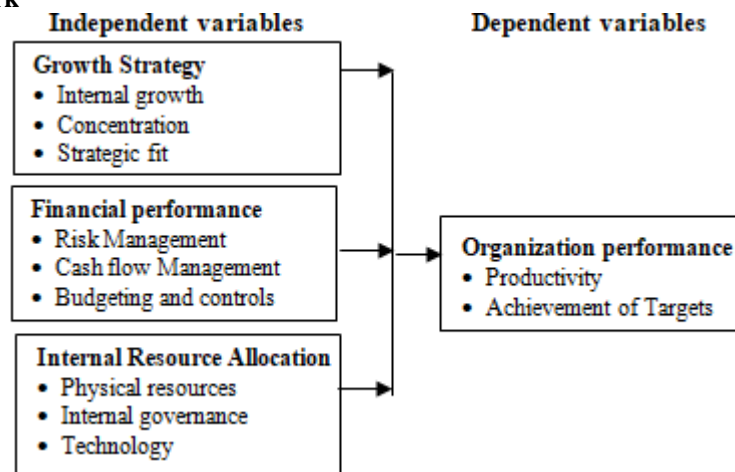 Independent variables
Dependent variables
Growth Strategy
• Internal growth
• Concentration
• Strategic fit
Financial performance
• Risk Management
• Cash flow Management
• Budgeting and controls
Organization performance
• Productivity
• Achievement of Targets
Internal Resource Allocation
• Physical resources
• Internal governance
• Technology